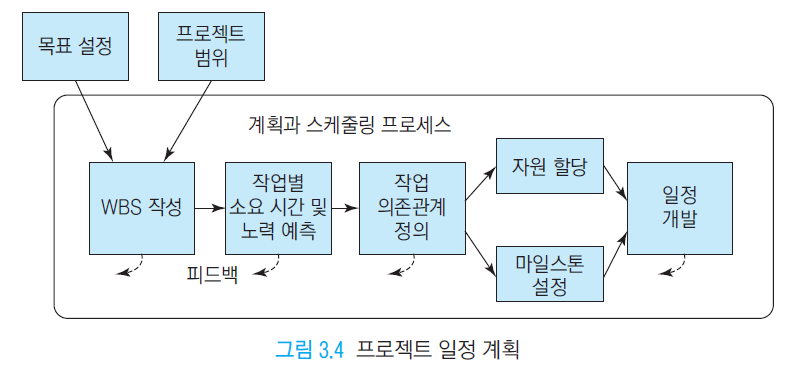 목표 설정
프로젝트
범위
계획과 스케줄링 프로세스
WBS 작성
작업별
소요 시간 및
노력 예측
작업
의존관계
정의
자원 할당
마일스톤
설정
일정
개발
피드백
그림 3.4 프로젝트 일정 계획